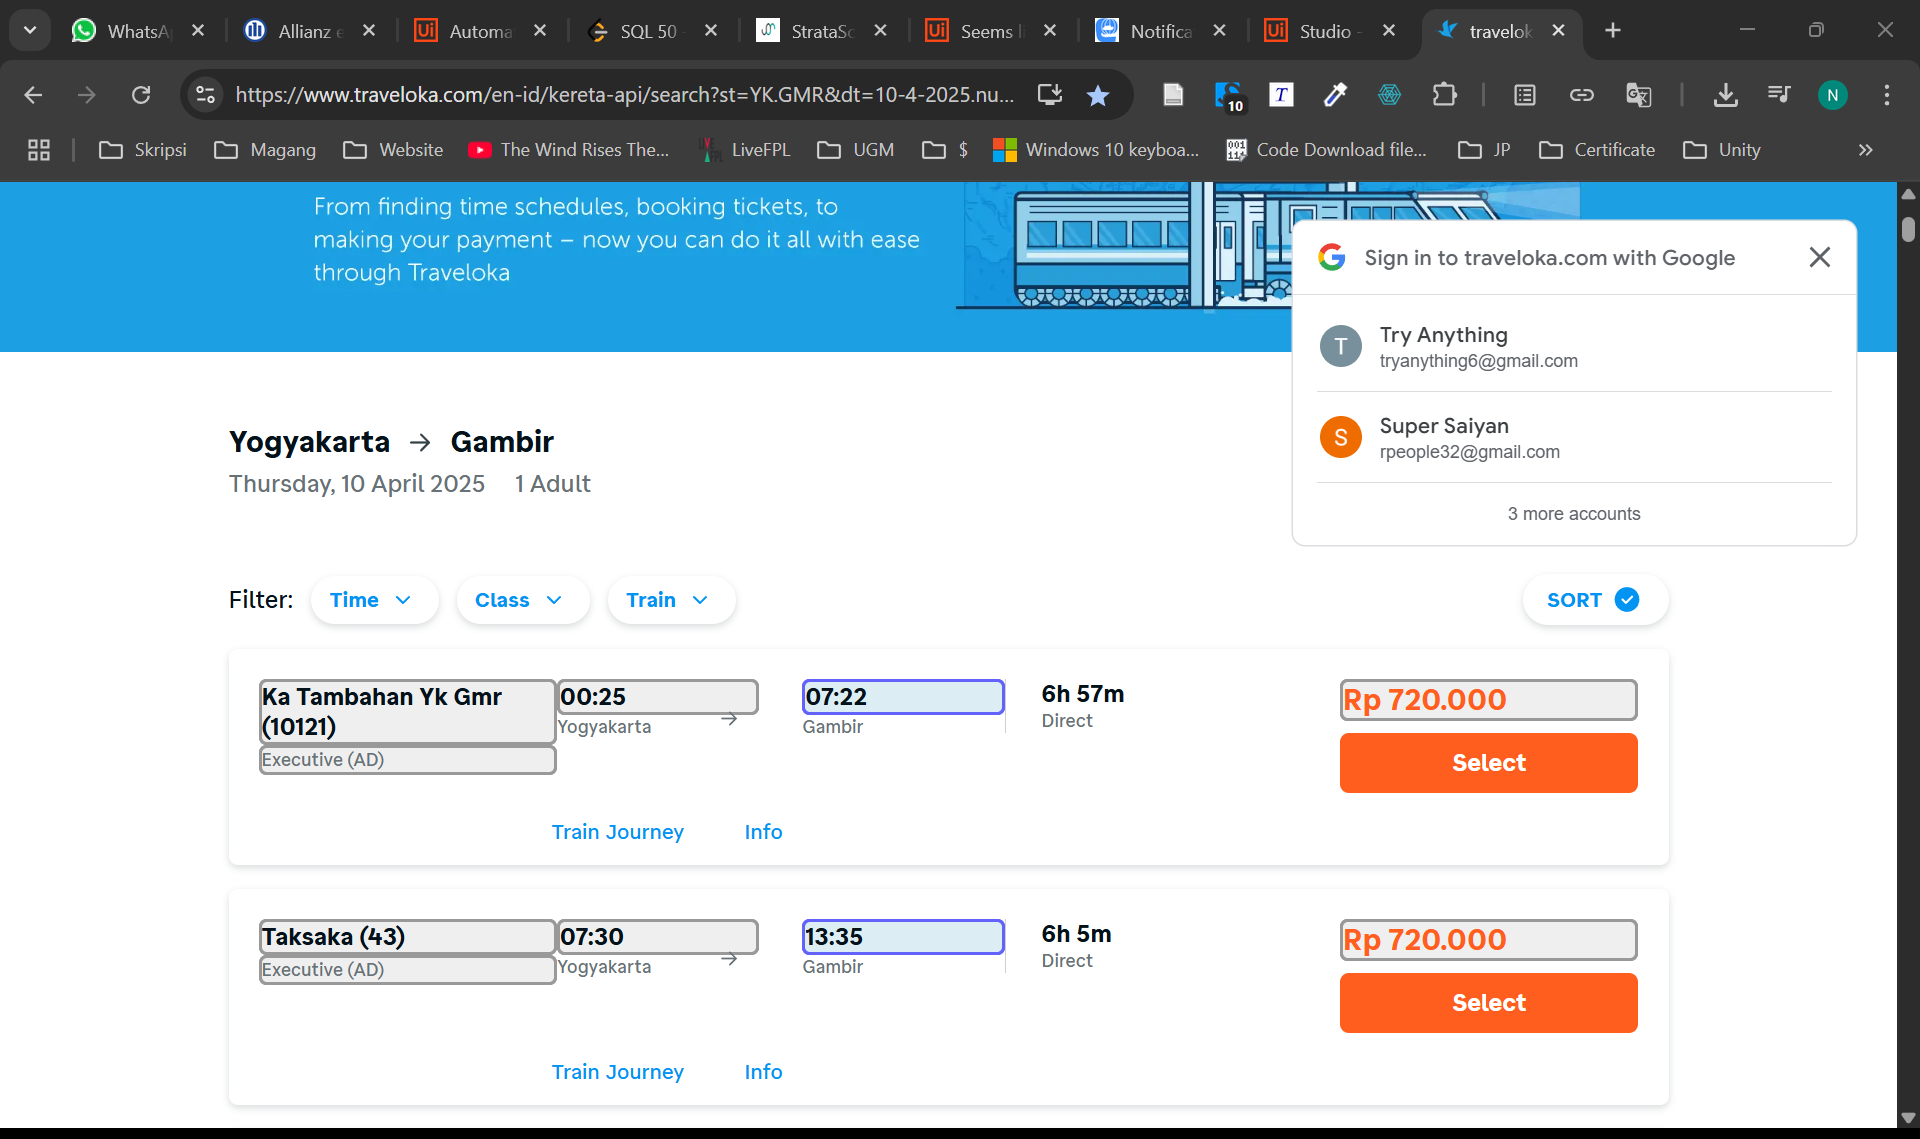 WhatsA
Allianz e
Automa
SQL 50
StrataSc
Seems l
Notifica
Studio -
travelok
https://www.traveloka.com/en-id/kereta-api/search?st=YK.GMR&dt=10-4-2025.nu...
10
T
N
Skripsi
Magang
Website
The Wind Rises The...
LiveFPL
UGM
$
Windows 10 keyboa...
Code Download file...
JP
Certificate
Unity
From finding time schedules, booking tickets, to
making your payment – now you can do it all with ease
through Traveloka
Sign in to traveloka.com with Google
T
Try Anything
tryanything6@gmail.com
S
Super Saiyan
rpeople32@gmail.com
3 more accounts
Yogyakarta → Gambir
Thursday, 10 April 2025 1 Adult
Filter: Time Class Train
SORT
Ka Tambahan Yk Gmr
(10121)
Executive (AD)
00:25
Yogyakarta
→
07:22
Gambir
6h 57m
Direct
Rp 720.000
Select
Train Journey Info
Taksaka (43)
Executive (AD)
07:30
Yogyakarta
→
13:35
Gambir
6h 5m
Direct
Rp 720.000
Select
Train Journey Info